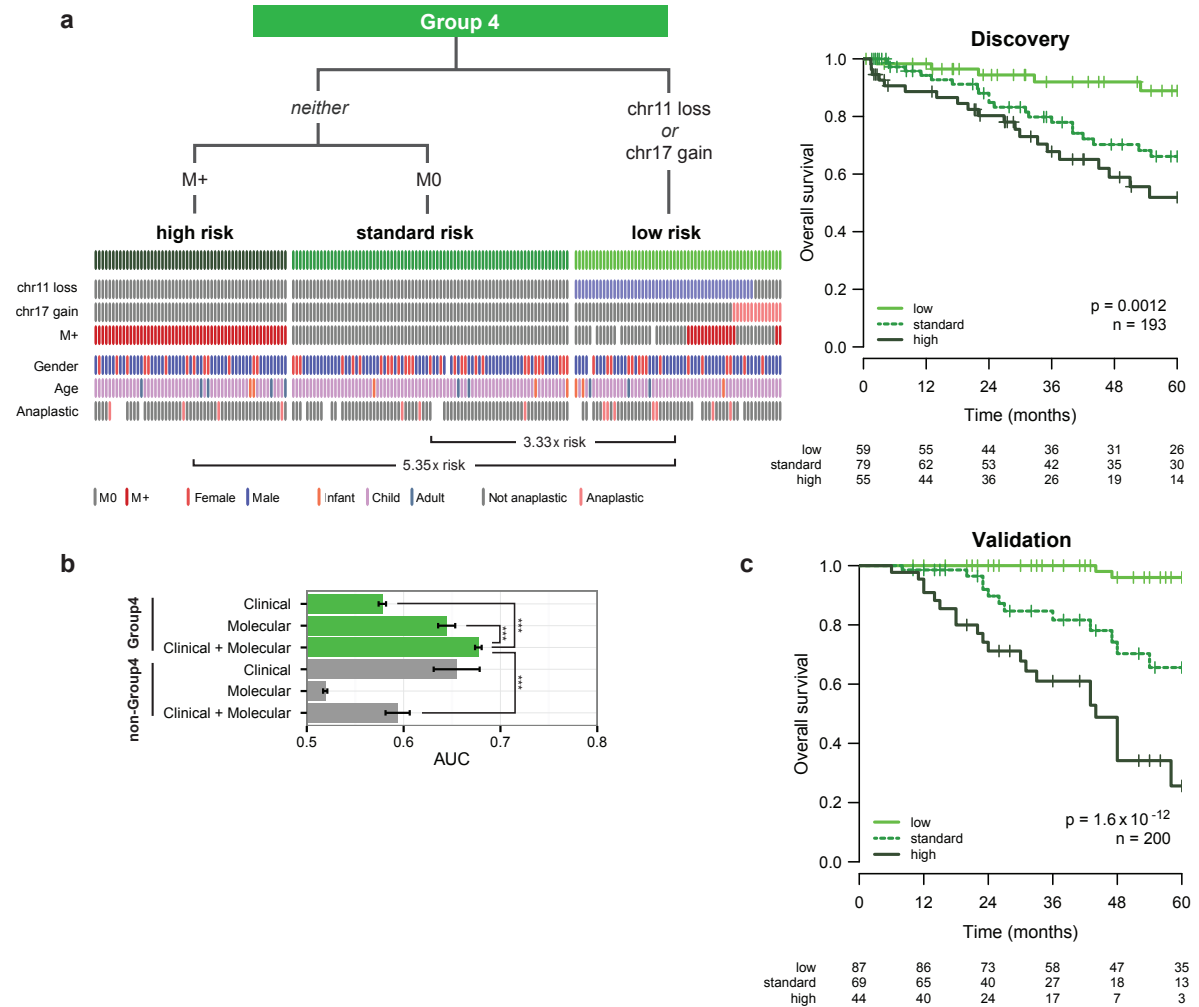 a
Group 4
neither
chr11 loss
or
chr17 gain
M+
M0
high risk
standard risk
low risk
chr11 loss
chr17 gain
M+
Gender
Age
Anaplastic
3.33x risk
5.35x risk
M0 M+ Female Male Infant Child Adult Not anaplastic Anaplastic
Discovery
Overall survival
1.0
0.8
0.6
0.4
0.2
0.0
low
standard
high
p = 0.0012
n = 193
0 12 24 36 48 60
Time (months)
low 59 55 44 36 31 26
standard 79 62 53 42 35 30
high 55 44 36 26 19 14
b
Group4
non-Group4
Clinical
Molecular
Clinical + Molecular
Clinical
Molecular
Clinical + Molecular
***
***
***
0.5 0.6 0.7 0.8
AUC
c
Validation
Overall survival
1.0
0.8
0.6
0.4
0.2
0.0
low
standard
high
p = 1.6 x 10 -12
n = 200
0 12 24 36 48 60
Time (months)
low 87 86 73 58 47 35
standard 69 65 40 27 18 13
high 44 40 24 17 7 3